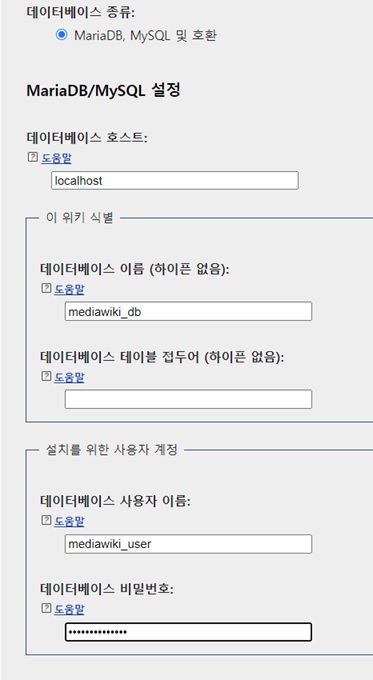 데이터베이스 종류:
MariaDB, MySQL 및 호환
MariaDB/MySQL 설정
데이터베이스 호스트:
? 도움말
localhost
이 위키 식별
데이터베이스 이름 (하이픈 없음):
? 도움말
mediawiki_db
데이터베이스 테이블 접두어 (하이픈 없음):
? 도움말
설치를 위한 사용자 계정
데이터베이스 사용자 이름:
? 도움말
mediawiki_user
데이터베이스 비밀번호:
? 도움말
••••••••••••••